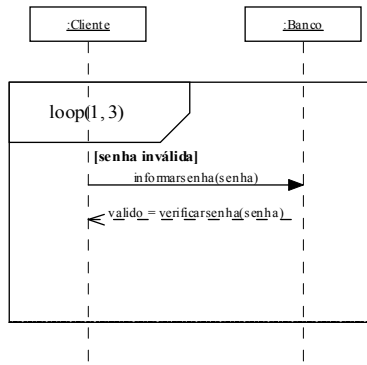 :Cliente
:Banco
loop(1, 3)
[senha inválida]
informarsenha(senha)
valido = verificarsenha(senha)